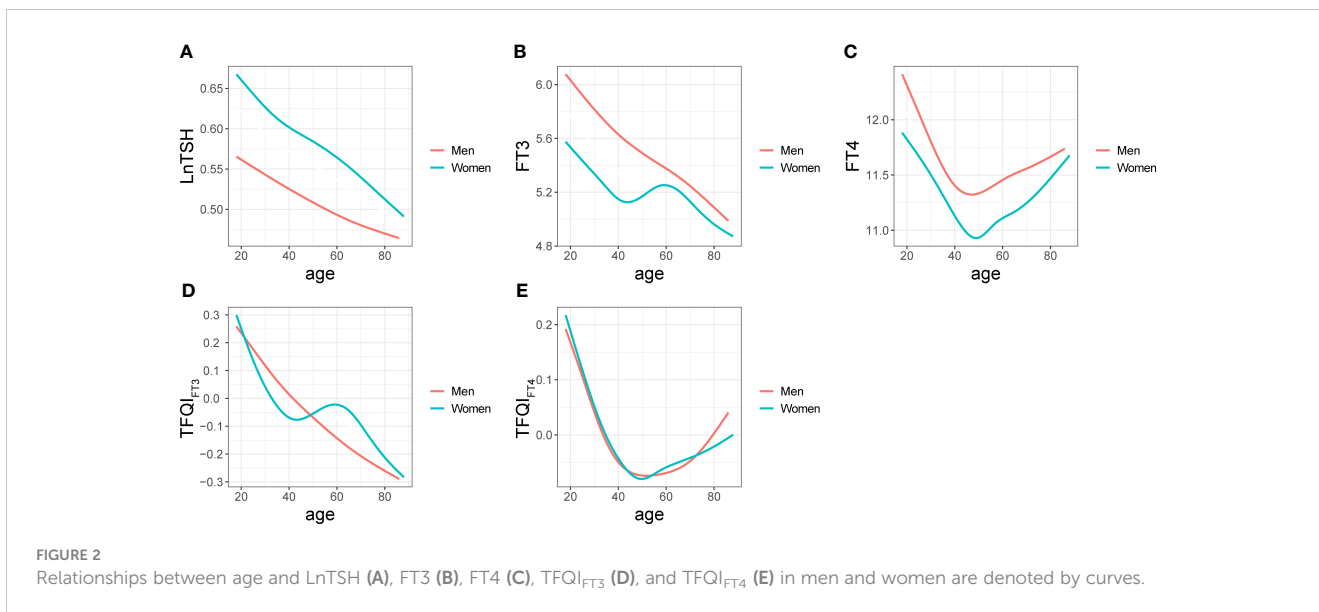 A
LnTSH
0.65
0.60
0.55
0.50
20 40 60 80
age
Men
Women
B
FT3
6.0
5.6
5.2
4.8
20 40 60 80
age
Men
Women
C
FT4
12.0
11.5
11.0
20 40 60 80
age
Men
Women
D
TFQI_FT3
0.3
0.2
0.1
0.0
−0.1
−0.2
−0.3
20 40 60 80
age
Men
Women
E
TFQI_FT4
0.2
0.1
0.0
20 40 60 80
age
Men
Women
FIGURE 2
Relationships between age and LnTSH (A), FT3 (B), FT4 (C), TFQI_FT3 (D), and TFQI_FT4 (E) in men and women are denoted by curves.